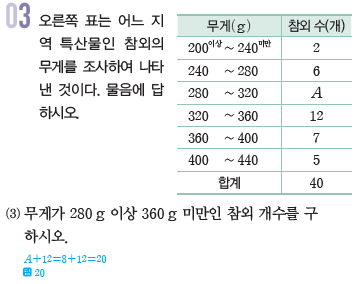 03 오른쪽 표는 어느 지
역 특산물인 참외의
무게를 조사하여 나타
낸 것이다. 물음에 답
하시오.
무게(g) 참외 수(개)
200이상 ~ 240미만 2
240 ~ 280 6
280 ~ 320 A
320 ~ 360 12
360 ~ 400 7
400 ~ 440 5
합계 40
(3) 무게가 280 g 이상 360 g 미만인 참외 개수를 구
하시오.
A+12=8+12=20
답 20